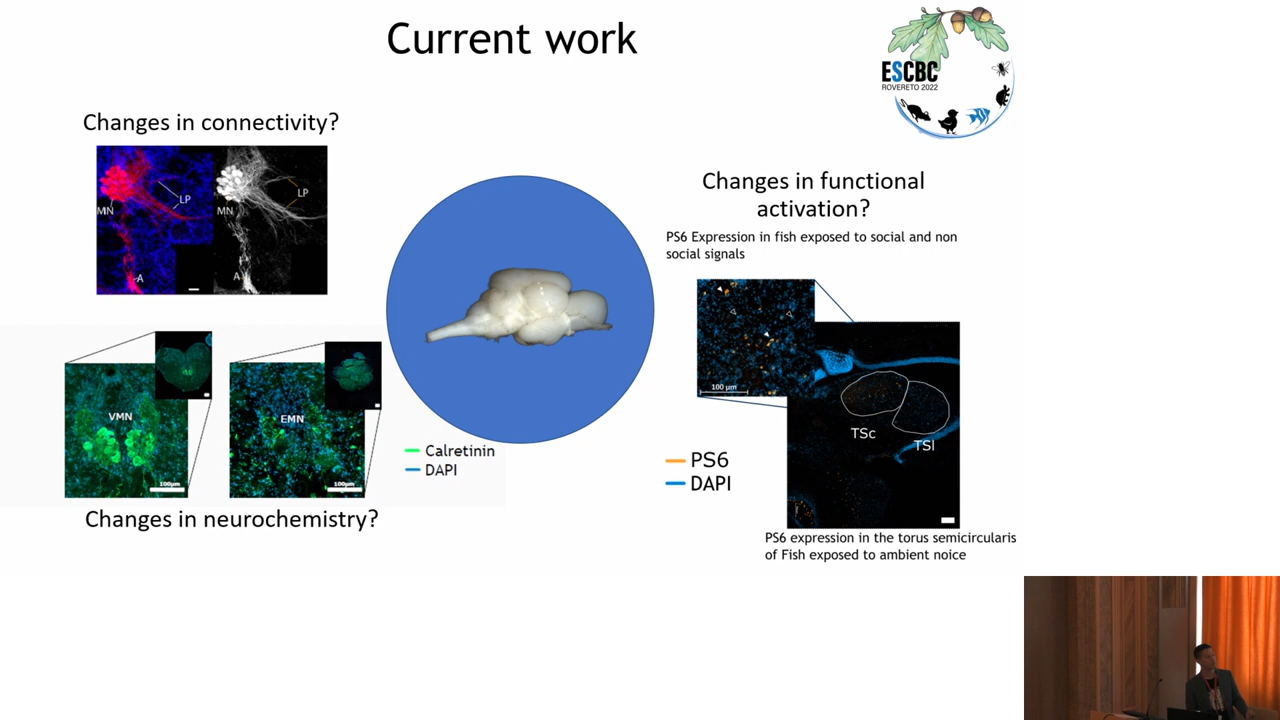 Current work
ESCBC
ROVERETO 2022
Changes in connectivity?
MN
LP
A
MN
LP
A
Changes in functional
activation?
PS6 Expression in fish exposed to social and non
social signals
100 µm
TSc
TSl
PS6
DAPI
PS6 expression in the torus semicircularis
of Fish exposed to ambient noice
VMN
100µm
EMN
100µm
Calretinin
DAPI
Changes in neurochemistry?